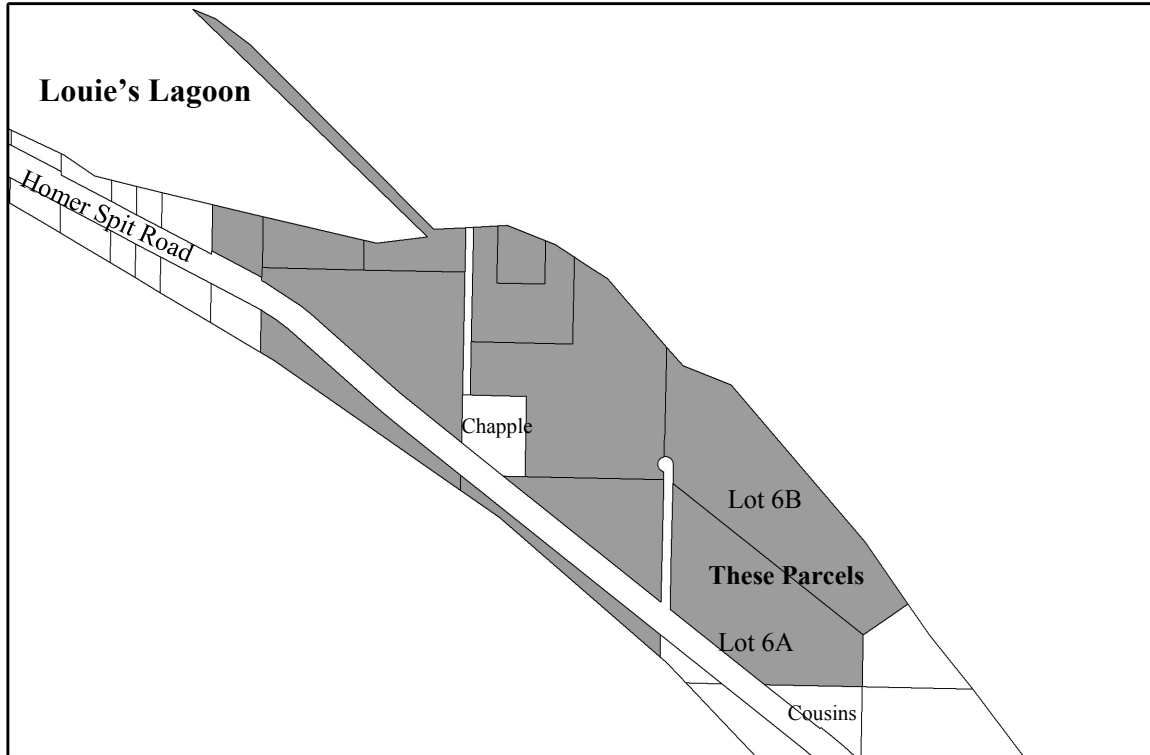 Louie’s Lagoon
Homer Spit Road
Chapple
Lot 6B
These Parcels
Lot 6A
Cousins